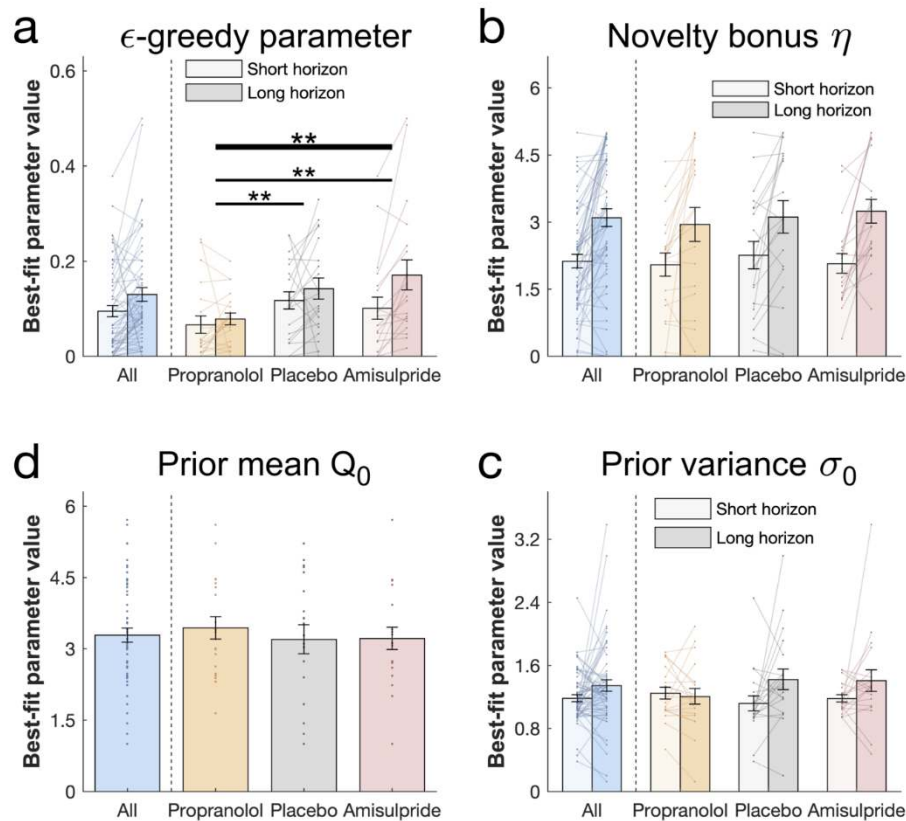 a
ϵ-greedy parameter
Best-fit parameter value
0.6
0.4
0.2
0
Short horizon
Long horizon
**
**
**
All
Propranolol
Placebo
Amisulpride
b
Novelty bonus η
Best-fit parameter value
6
4.5
3
1.5
0
Short horizon
Long horizon
All
Propranolol
Placebo
Amisulpride
d
Prior mean Q₀
Best-fit parameter value
6
4.5
3
1.5
0
All
Propranolol
Placebo
Amisulpride
c
Prior variance σ₀
Best-fit parameter value
3.2
2.4
1.6
0.8
0
Short horizon
Long horizon
All
Propranolol
Placebo
Amisulpride